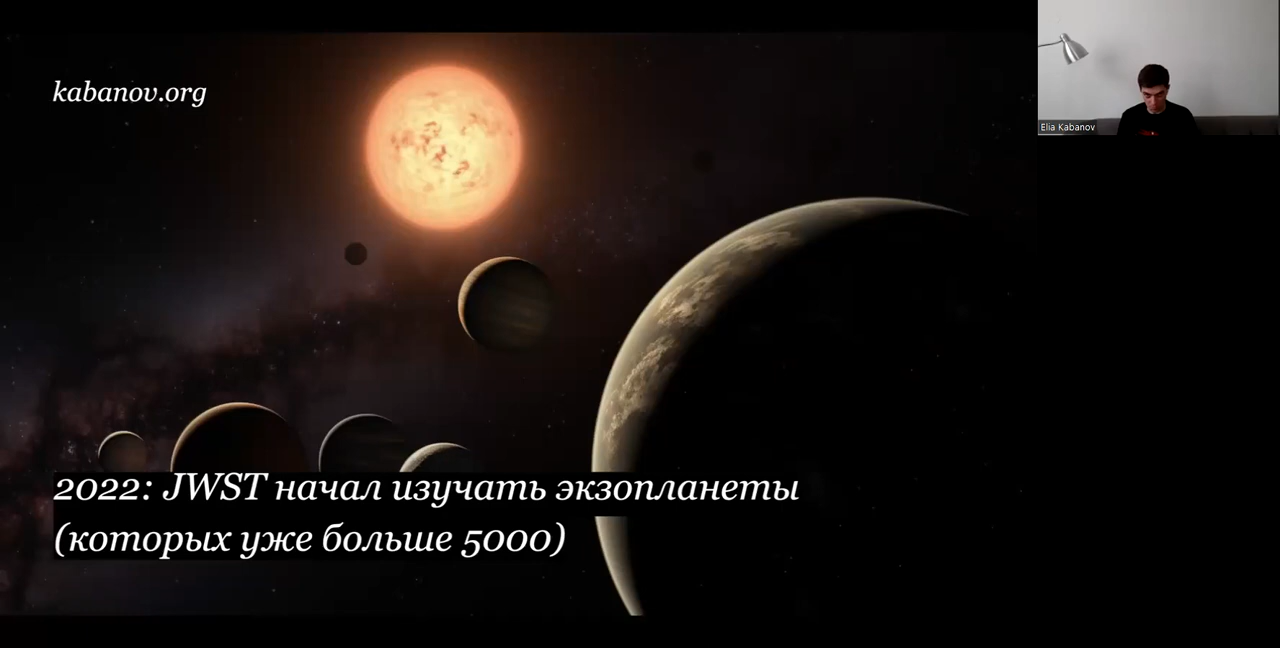 kabanov.org
Elia Kabanov
2022: JWST начал изучать экзопланеты
(которых уже больше 5000)